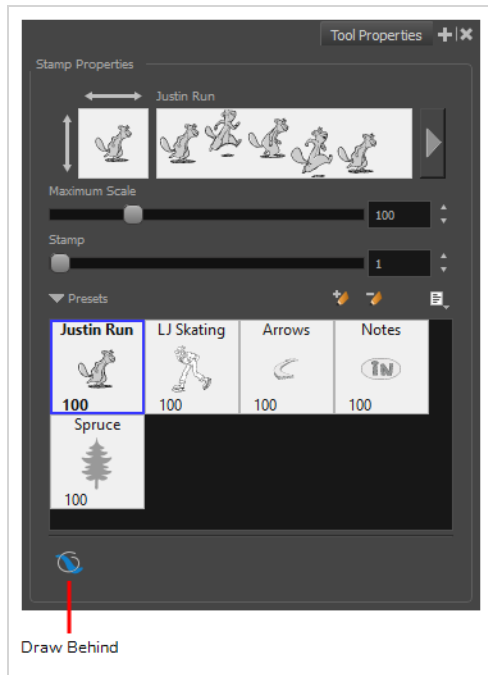 Tool Properties
Stamp Properties
Justin Run
Maximum Scale
100
Stamp
1
Presets
Justin Run
100
LJ Skating
100
Arrows
100
Notes
IN
100
Spruce
100
Draw Behind